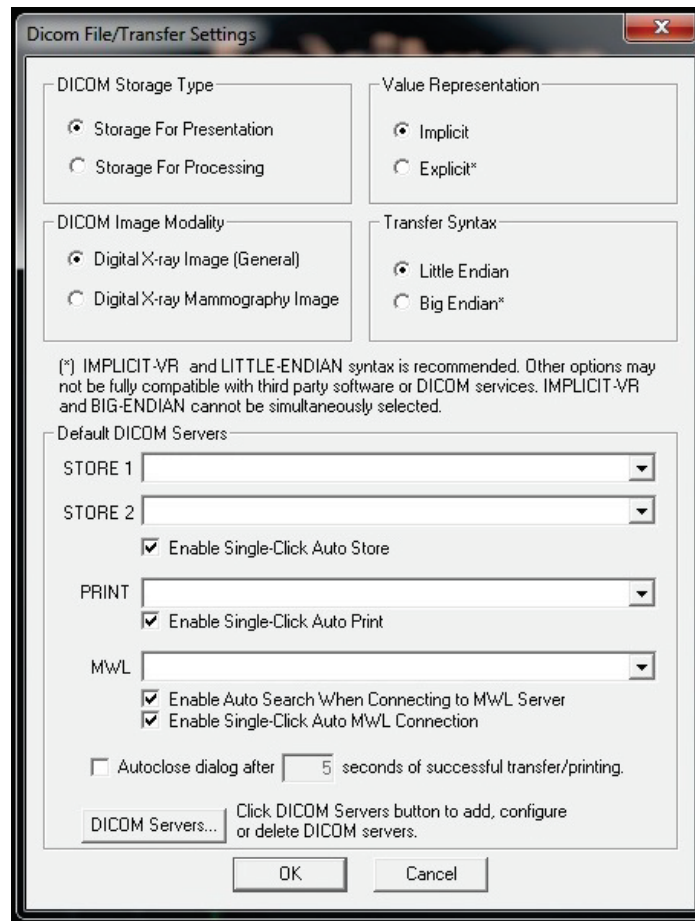 Dicom File/Transfer Settings
DICOM Storage Type
Storage For Presentation
Storage For Processing
Value Representation
Implicit
Explicit*
DICOM Image Modality
Digital X-ray Image (General)
Digital X-ray Mammography Image
Transfer Syntax
Little Endian
Big Endian*
(*) IMPLICIT-VR and LITTLE-ENDIAN syntax is recommended. Other options may
not be fully compatible with third party software or DICOM services. IMPLICIT-VR
and BIG-ENDIAN cannot be simultaneously selected.
Default DICOM Servers
STORE 1
STORE 2
Enable Single-Click Auto Store
PRINT
Enable Single-Click Auto Print
MWL
Enable Auto Search When Connecting to MWL Server
Enable Single-Click Auto MWL Connection
Autoclose dialog after 5 seconds of successful transfer/printing.
DICOM Servers...
Click DICOM Servers button to add, configure
or delete DICOM servers.
OK
Cancel